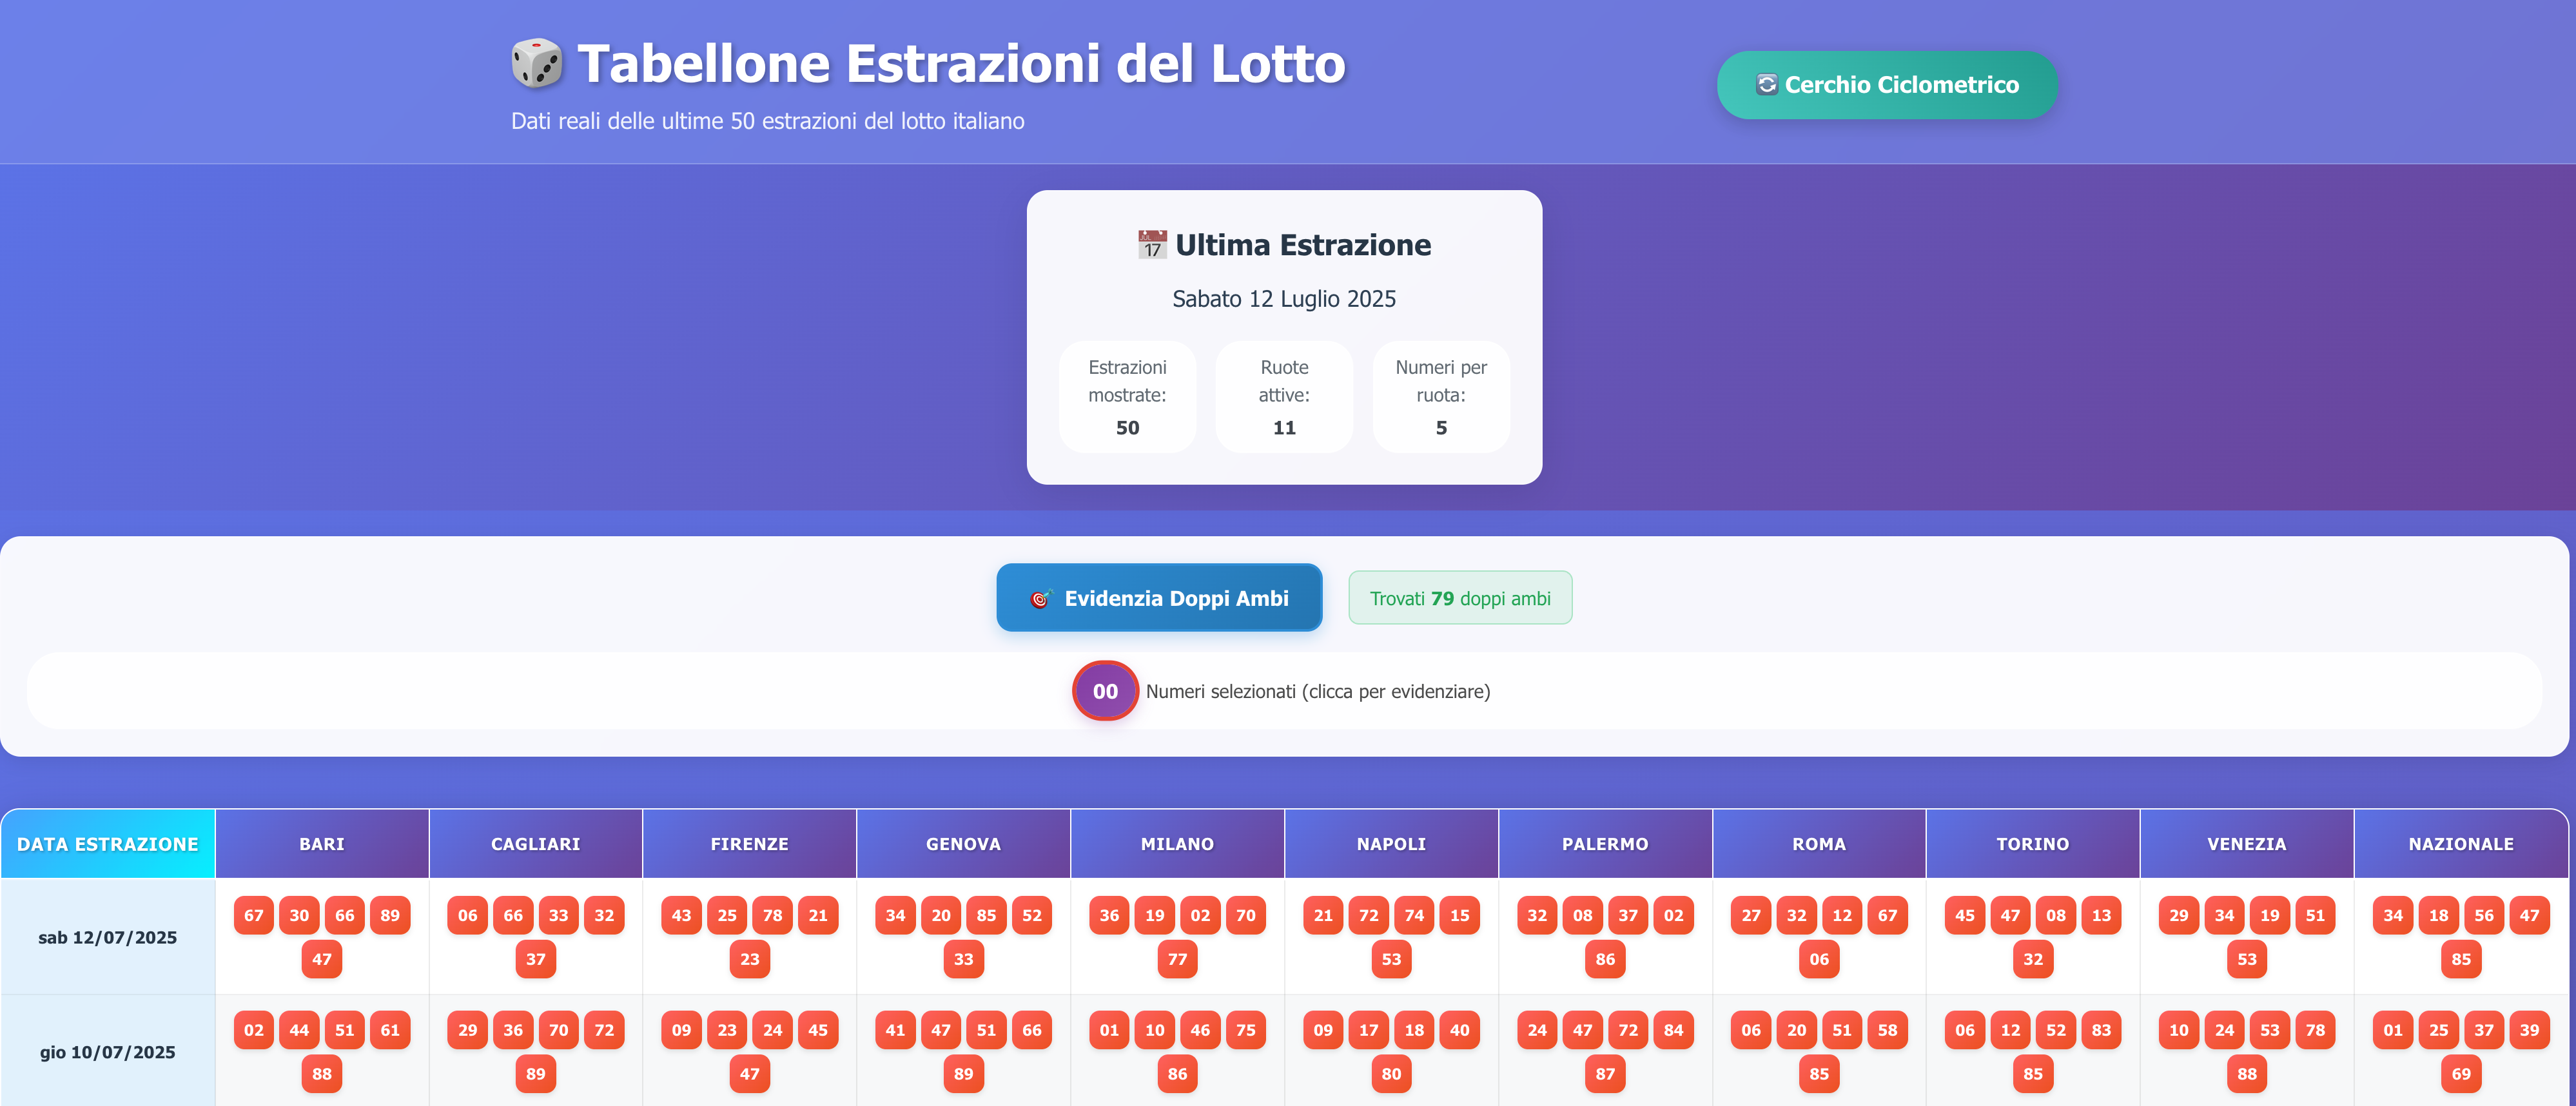 Tabellone Estrazioni del Lotto
Dati reali delle ultime 50 estrazioni del lotto italiano
Cerchio Ciclometrico
17 Ultima Estrazione
Sabato 12 Luglio 2025
Estrazioni mostrate: 50
Ruote attive: 11
Numeri per ruota: 5
Evidenzia Doppi Ambi
Trovati 79 doppi ambi
00 Numeri selezionati (clicca per evidenziare)
DATA ESTRAZIONE BARI CAGLIARI FIRENZE GENOVA MILANO NAPOLI PALERMO ROMA TORINO VENEZIA NAZIONALE
sab 12/07/2025
67 30 66 89 47
06 66 33 32 37
43 25 78 21 23
34 20 85 52 33
36 19 02 70 77
21 72 74 15 53
32 08 37 02 86
27 32 12 67 06
45 47 08 13 32
29 34 19 51 53
34 18 56 47 85
gio 10/07/2025
02 44 51 61 88
29 36 70 72 89
09 23 24 45 47
41 47 51 66 89
01 10 46 75 86
09 17 18 40 80
24 47 72 84 87
06 20 51 58 85
06 12 52 83 85
10 24 53 78 88
01 25 37 39 69